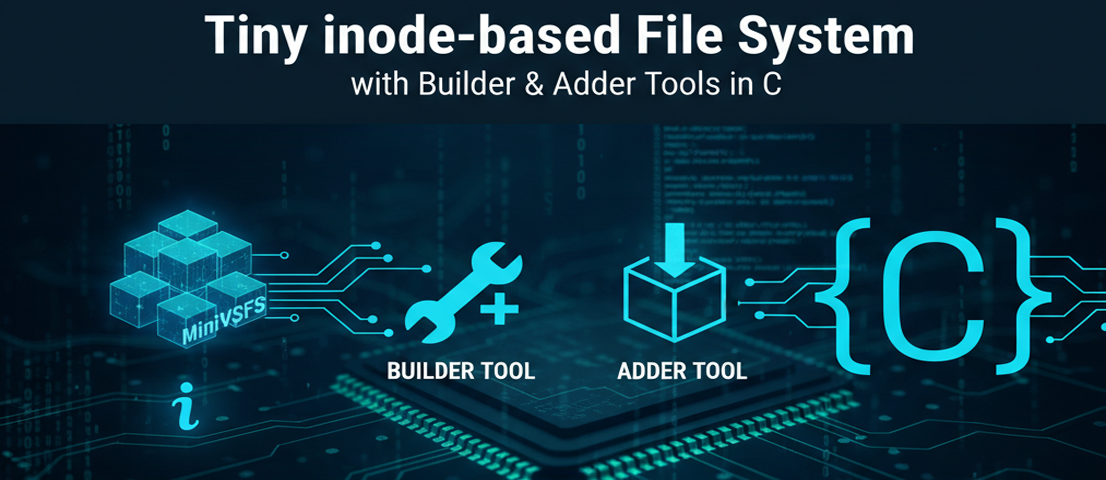 Tiny inode-based File System
with Builder & Adder Tools in C
MiniVSFS
i
BUILDER TOOL
ADDER TOOL
{C}